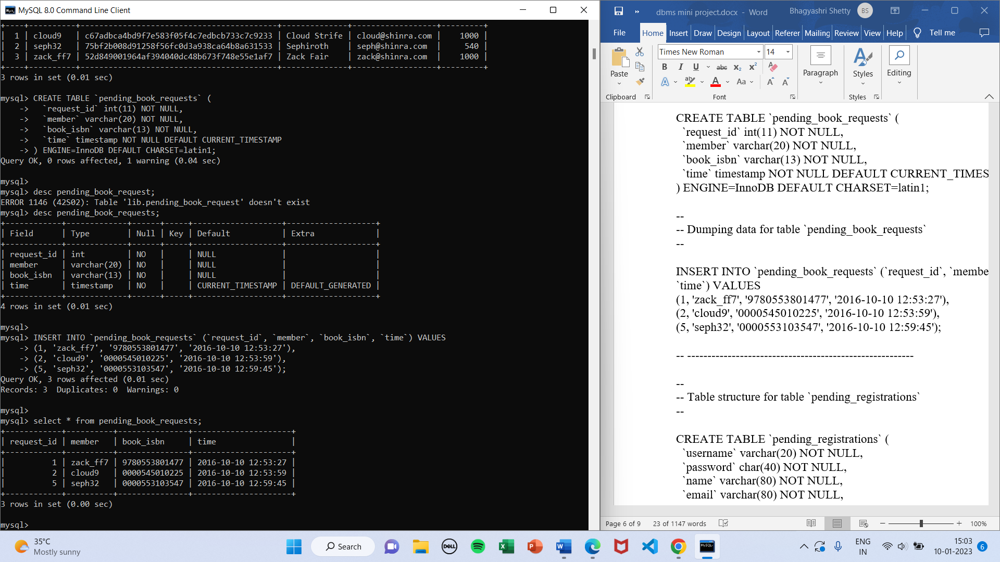 MySQL 8.0 Command Line Client
+----+----------+------------------------------------------+--------------+------------------+---------+
|  1 | cloud9   | c67adbca4bd9f7e583f05f4c7edbcb733c7c9233 | Cloud Strife | cloud@shinra.com |    1000 |
|  2 | seph32   | 75bf2b008d91258f56fc0d3a938ca64b8a631533 | Sephiroth    | seph@shinra.com  |     540 |
|  3 | zack_ff7 | 52d849001964af394040dc48b673f748e55e1af7 | Zack Fair    | zack@shinra.com  |    1000 |
+----+----------+------------------------------------------+--------------+------------------+---------+
3 rows in set (0.01 sec)
mysql> CREATE TABLE `pending_book_requests` (
    ->   `request_id` int(11) NOT NULL,
    ->   `member` varchar(20) NOT NULL,
    ->   `book_isbn` varchar(13) NOT NULL,
    ->   `time` timestamp NOT NULL DEFAULT CURRENT_TIMESTAMP
    -> ) ENGINE=InnoDB DEFAULT CHARSET=latin1;
Query OK, 0 rows affected, 1 warning (0.04 sec)
mysql>
mysql> desc pending_book_request;
ERROR 1146 (42S02): Table 'lib.pending_book_request' doesn't exist
mysql> desc pending_book_requests;
+------------+-------------+------+-----+-------------------+-------------------+
| Field      | Type        | Null | Key | Default           | Extra             |
+------------+-------------+------+-----+-------------------+-------------------+
| request_id | int         | NO   |     | NULL              |                   |
| member     | varchar(20) | NO   |     | NULL              |                   |
| book_isbn  | varchar(13) | NO   |     | NULL              |                   |
| time       | timestamp   | NO   |     | CURRENT_TIMESTAMP | DEFAULT_GENERATED |
+------------+-------------+------+-----+-------------------+-------------------+
4 rows in set (0.01 sec)
mysql>
mysql> INSERT INTO `pending_book_requests` (`request_id`, `member`, `book_isbn`, `time`) VALUES
    -> (1, 'zack_ff7', '9780553801477', '2016-10-10 12:53:27'),
    -> (2, 'cloud9', '0000545010225', '2016-10-10 12:53:59'),
    -> (5, 'seph32', '0000553103547', '2016-10-10 12:59:45');
Query OK, 3 rows affected (0.01 sec)
Records: 3  Duplicates: 0  Warnings: 0
mysql>
mysql> select * from pending_book_requests;
+------------+----------+---------------+---------------------+
| request_id | member   | book_isbn     | time                |
+------------+----------+---------------+---------------------+
|          1 | zack_ff7 | 9780553801477 | 2016-10-10 12:53:27 |
|          2 | cloud9   | 0000545010225 | 2016-10-10 12:53:59 |
|          5 | seph32   | 0000553103547 | 2016-10-10 12:59:45 |
+------------+----------+---------------+---------------------+
3 rows in set (0.00 sec)
mysql>
dbms mini project.docx - Word
Bhagyashri Shetty BS
File Home Insert Draw Design Layout Referer Mailing Review View Help Tell me
Times New Roman 14
B I U abc X₂ X²
A ab A Aa A A
Paste Paragraph Styles Editing
Clipboard Font Styles
CREATE TABLE `pending_book_requests` (
`request_id` int(11) NOT NULL,
`member` varchar(20) NOT NULL,
`book_isbn` varchar(13) NOT NULL,
`time` timestamp NOT NULL DEFAULT CURRENT_TIMES
) ENGINE=InnoDB DEFAULT CHARSET=latin1;
--
-- Dumping data for table `pending_book_requests`
--
INSERT INTO `pending_book_requests` (`request_id`, `membe
`time`) VALUES
(1, 'zack_ff7', '9780553801477', '2016-10-10 12:53:27'),
(2, 'cloud9', '0000545010225', '2016-10-10 12:53:59'),
(5, 'seph32', '0000553103547', '2016-10-10 12:59:45');
-- --------------------------------------------------------
--
-- Table structure for table `pending_registrations`
--
CREATE TABLE `pending_registrations` (
`username` varchar(20) NOT NULL,
`password` char(40) NOT NULL,
`name` varchar(80) NOT NULL,
`email` varchar(80) NOT NULL,
Page 6 of 9 23 of 1147 words 100%
35°C
Mostly sunny
Search
DELL
MySQL
ENG
IN
15:03
10-01-2023
6